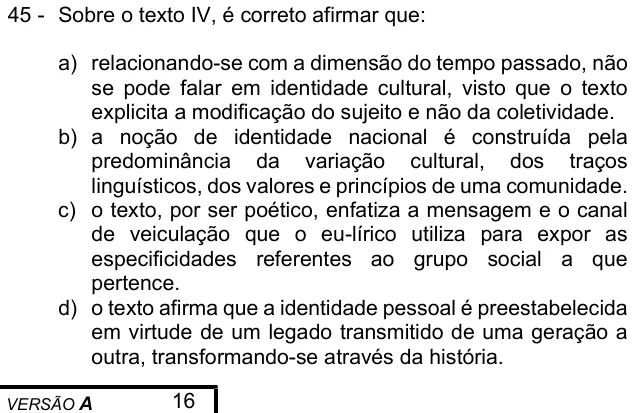 45 - Sobre o texto IV, é correto afirmar que:
a) relacionando-se com a dimensão do tempo passado, não
se pode falar em identidade cultural, visto que o texto
explicita a modificação do sujeito e não da coletividade.
b) a noção de identidade nacional é construída pela
predominância da variação cultural, dos traços
linguísticos, dos valores e princípios de uma comunidade.
c) o texto, por ser poético, enfatiza a mensagem e o canal
de veiculação que o eu-lírico utiliza para expor as
especificidades referentes ao grupo social a que
pertence.
d) o texto afirma que a identidade pessoal é preestabelecida
em virtude de um legado transmitido de uma geração a
outra, transformando-se através da história.
VERSÃO A 16